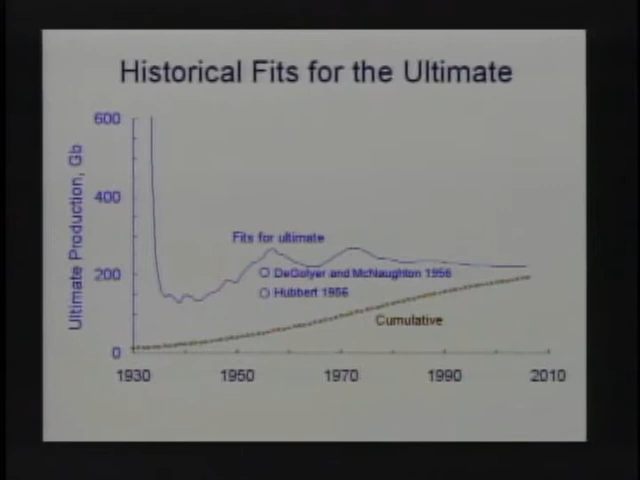 Historical Fits for the Ultimate
Ultimate Production, Gb
600
400
200
0
Fits for ultimate
DeGolyer and McNaughton 1956
Hubbert 1956
Cumulative
1930
1950
1970
1990
2010